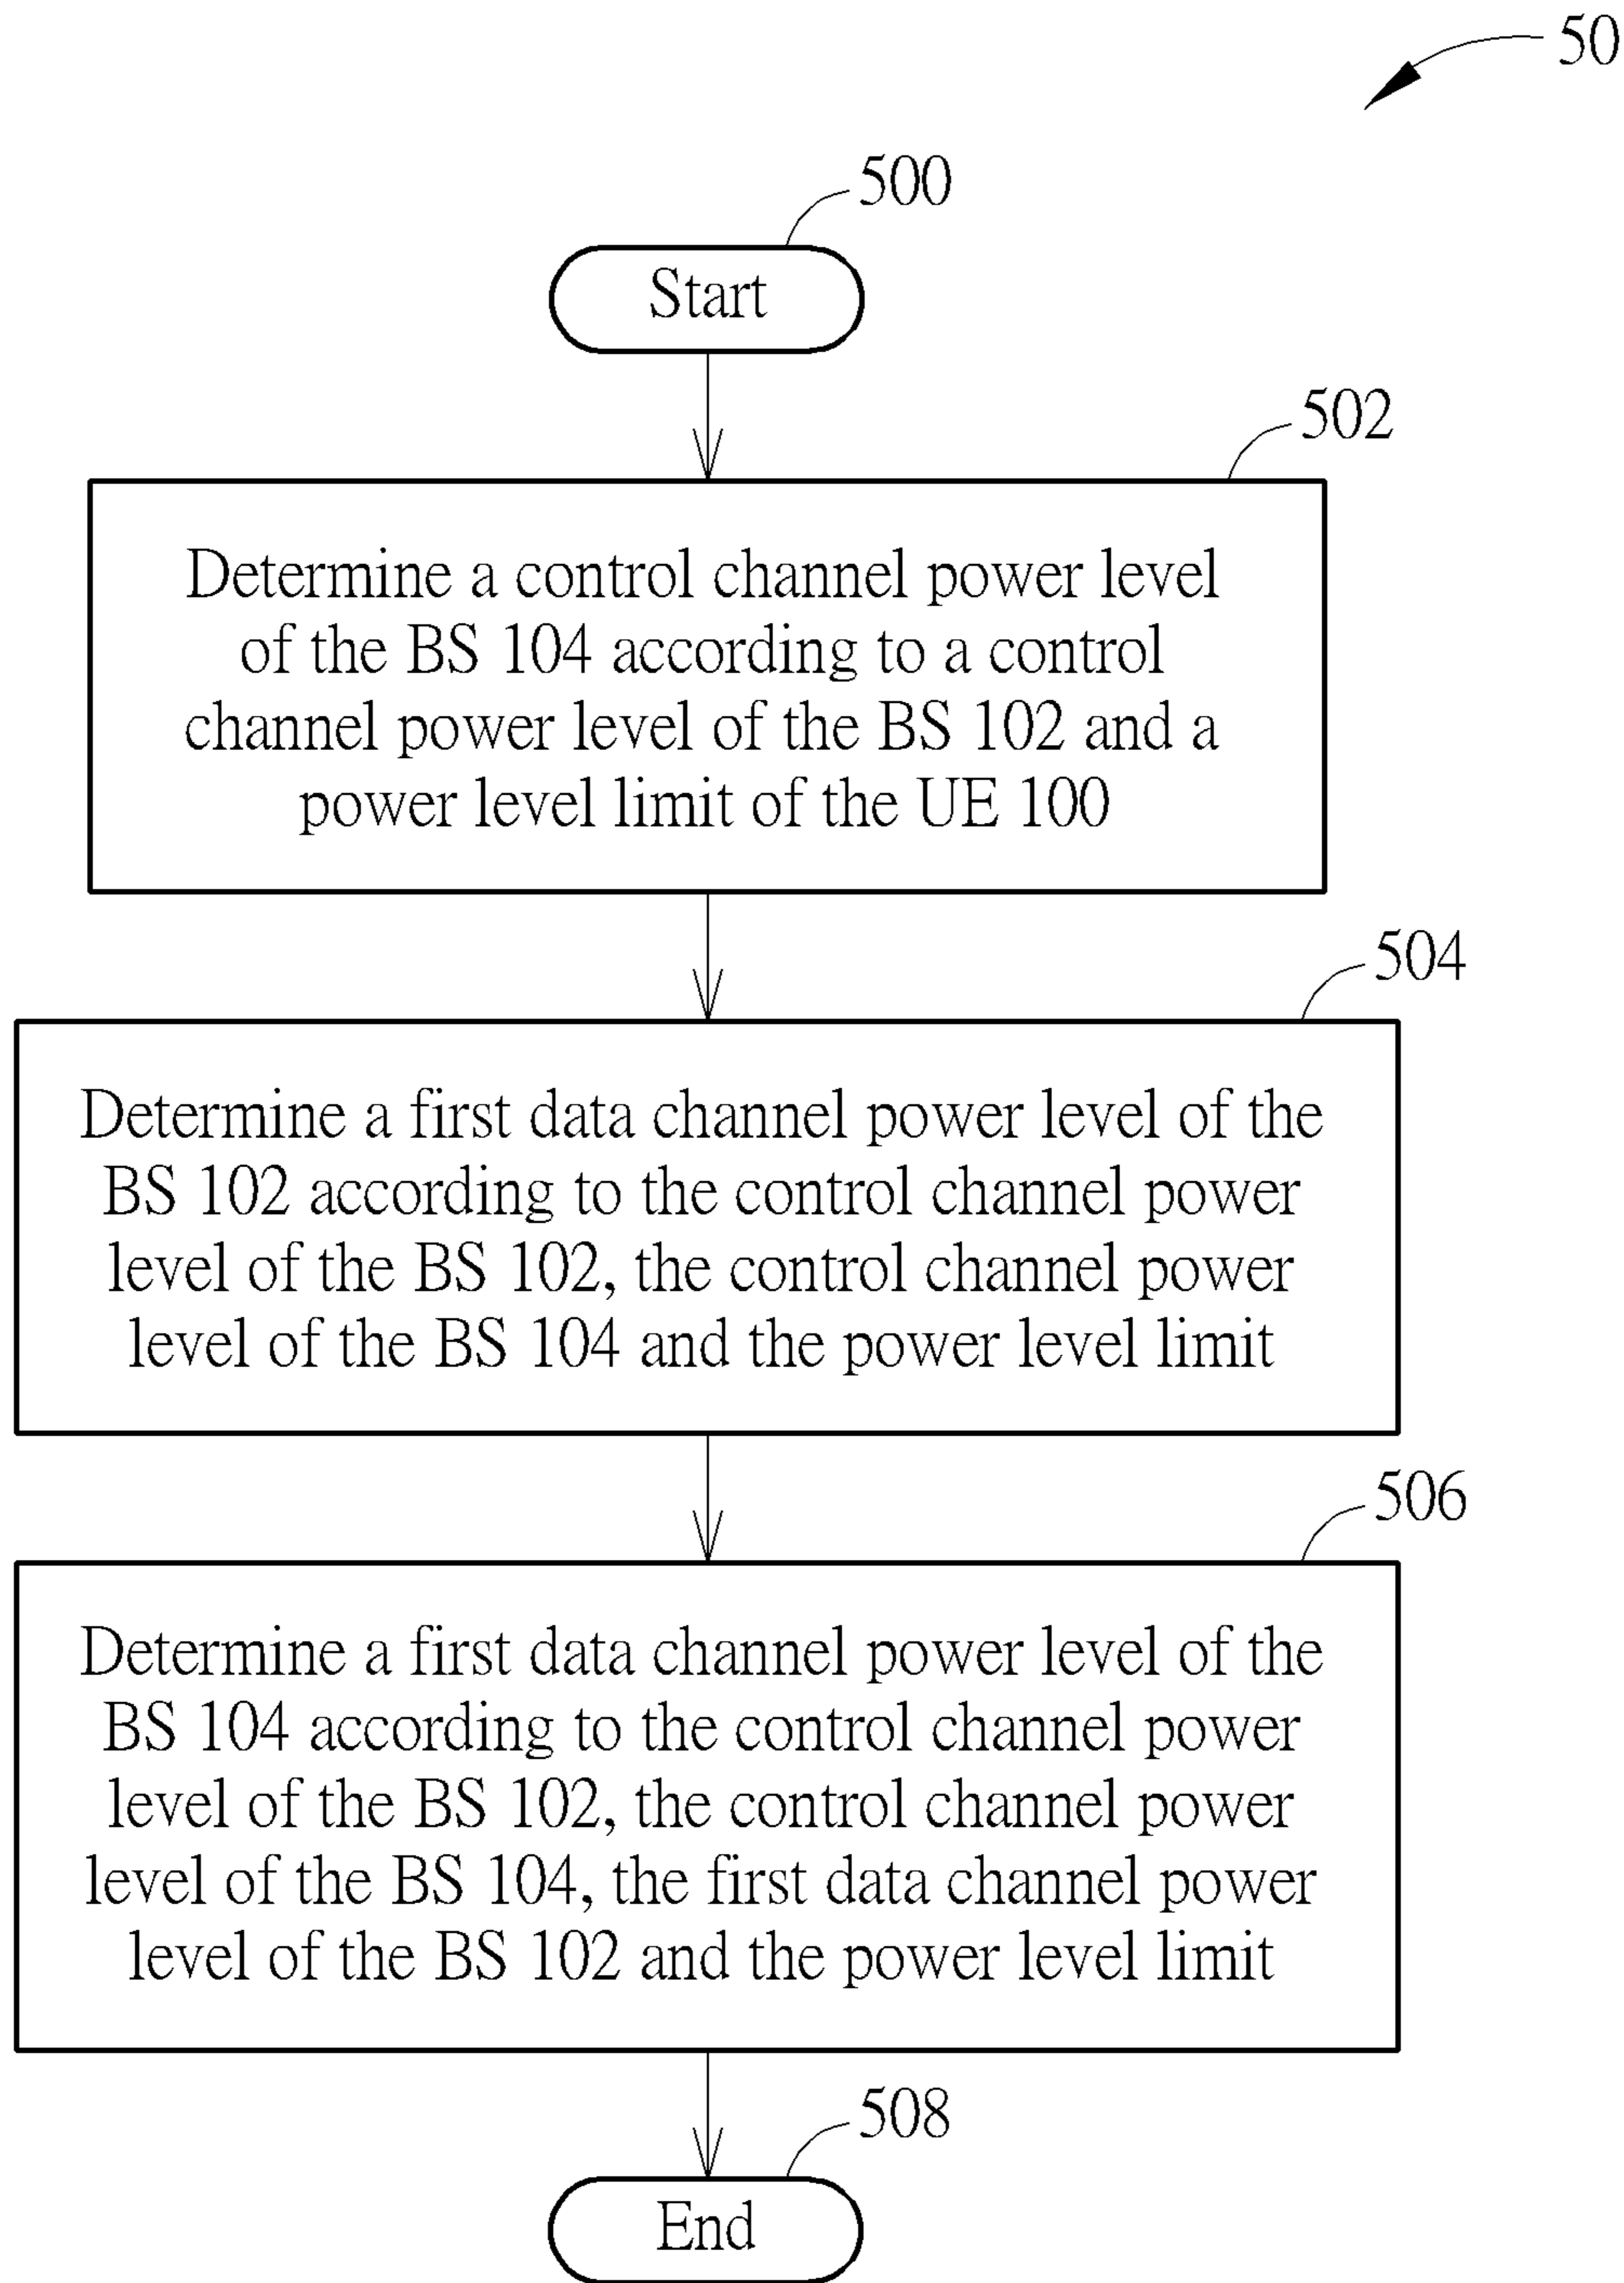 50
500
Start
502
Determine a control channel power level
of the BS 104 according to a control
channel power level of the BS 102 and a
power level limit of the UE 100
504
Determine a first data channel power level of the
BS 102 according to the control channel power
level of the BS 102, the control channel power
level of the BS 104 and the power level limit
506
Determine a first data channel power level of the
BS 104 according to the control channel power
level of the BS 102, the control channel power
level of the BS 104, the first data channel power
level of the BS 102 and the power level limit
508
End